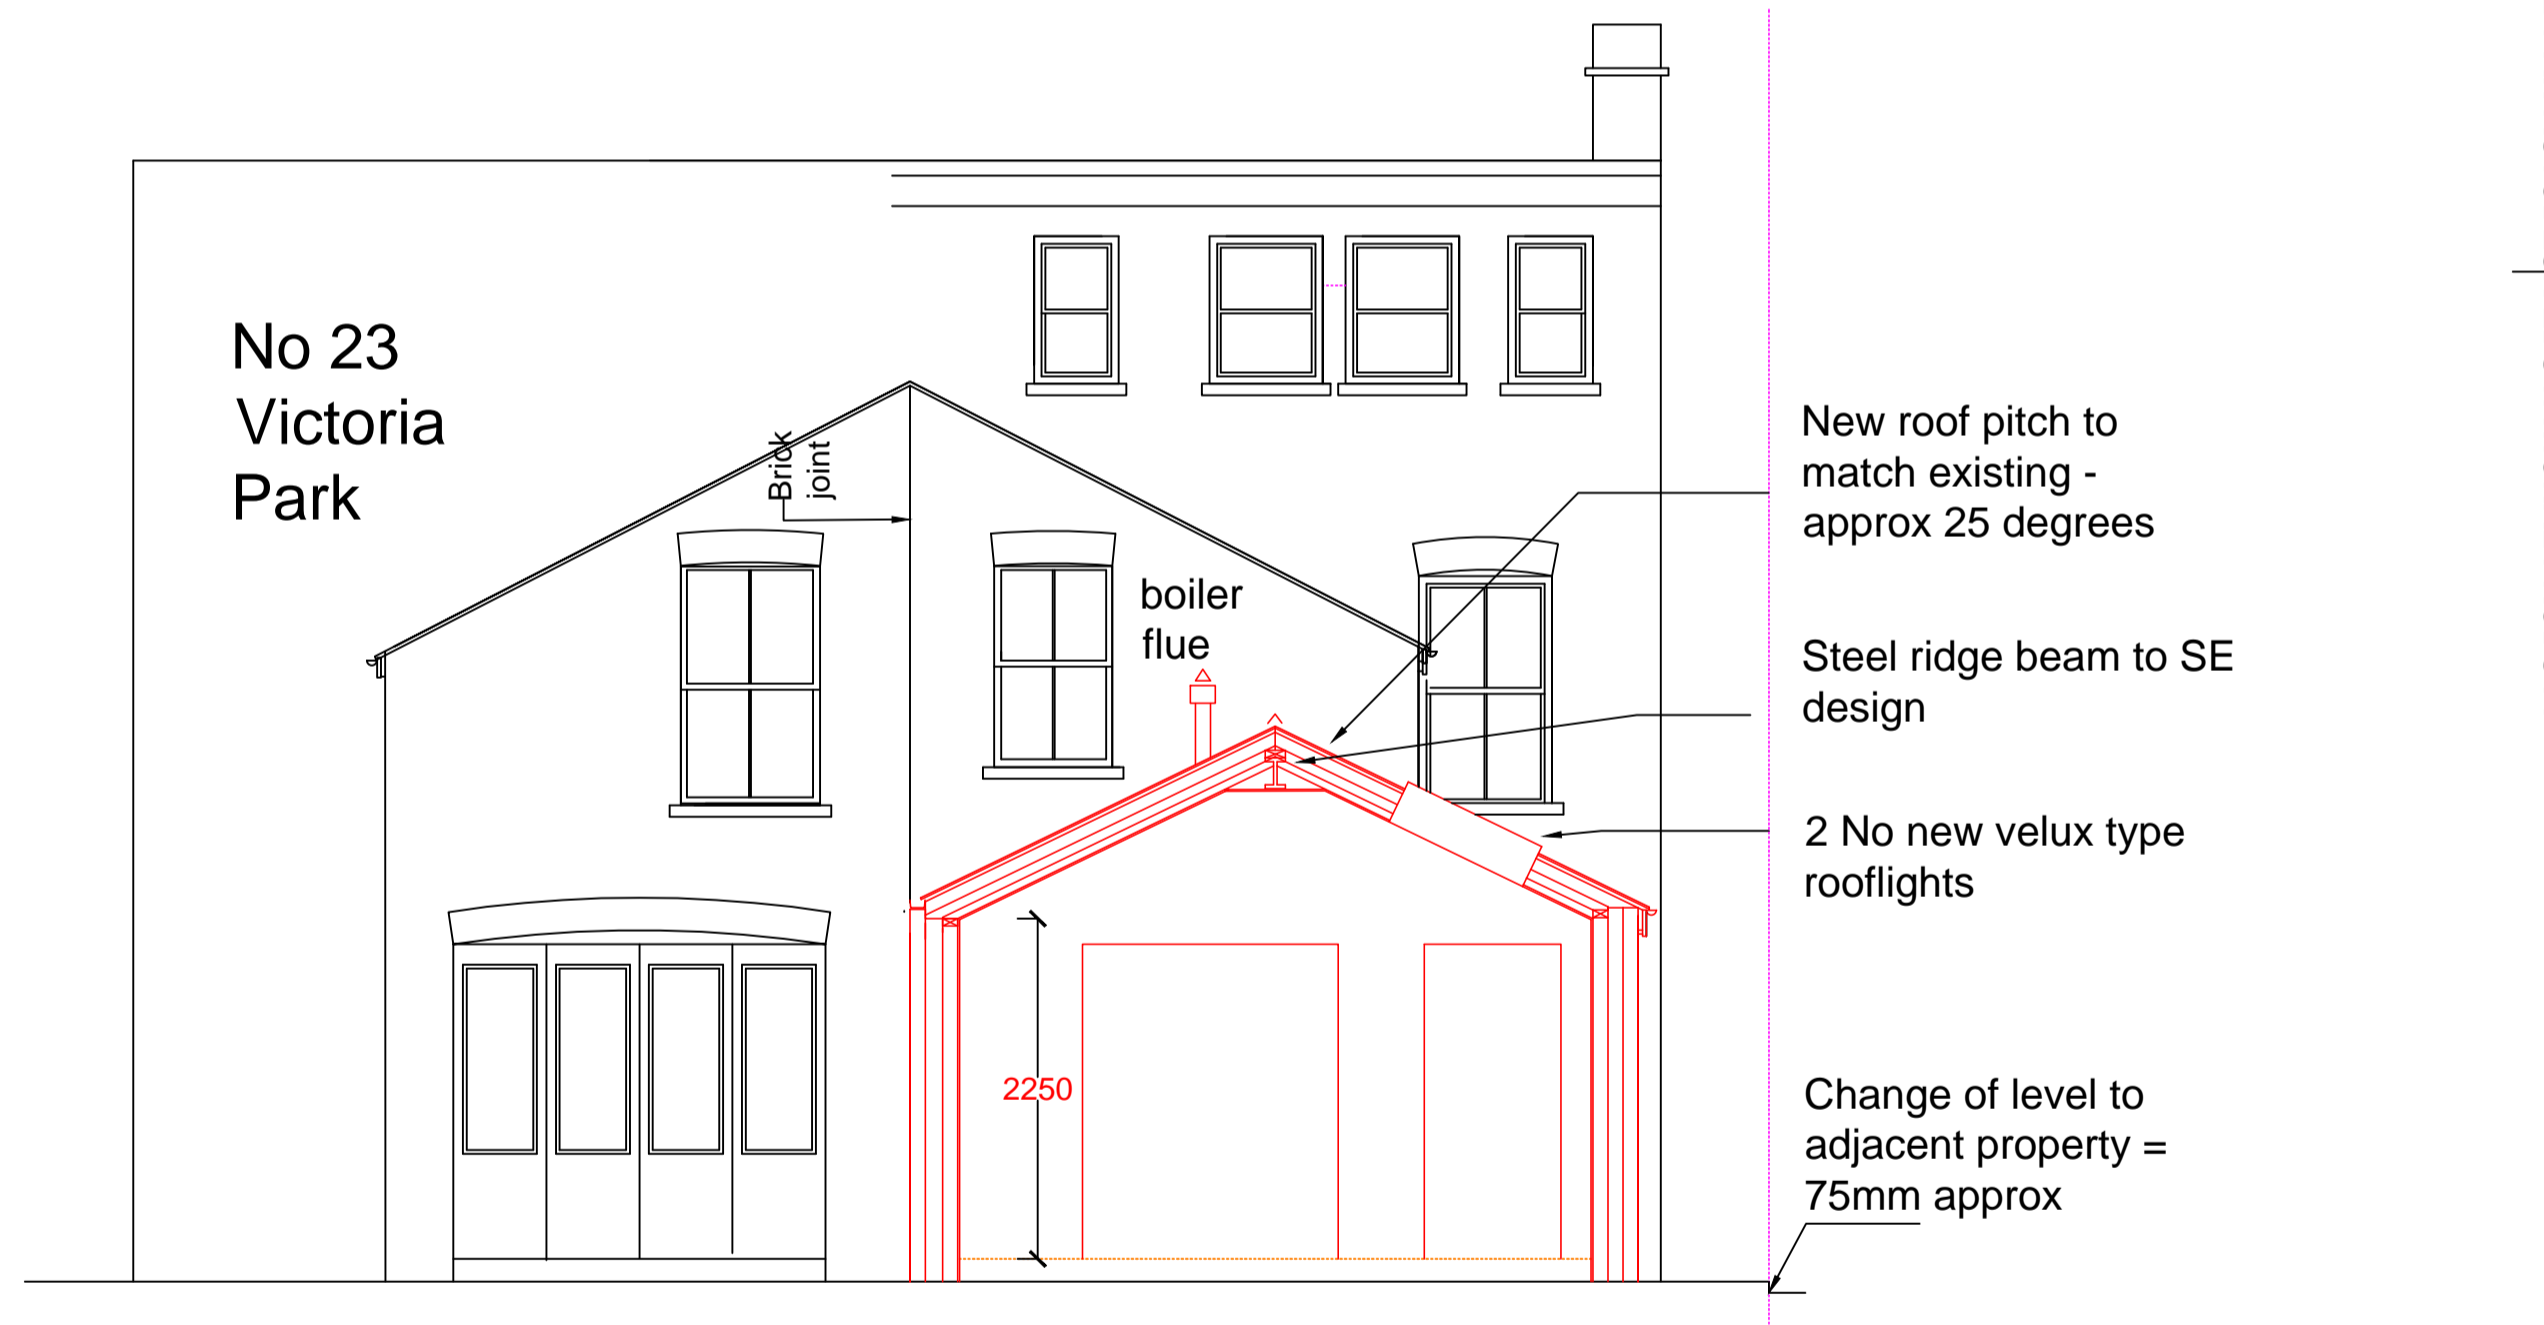 No 23
Victoria
Park
Brick
joint
boiler
flue
New roof pitch to
match existing -
approx 25 degrees
Steel ridge beam to SE
design
2 No new velux type
rooflights
2250
Change of level to
adjacent property =
75mm approx